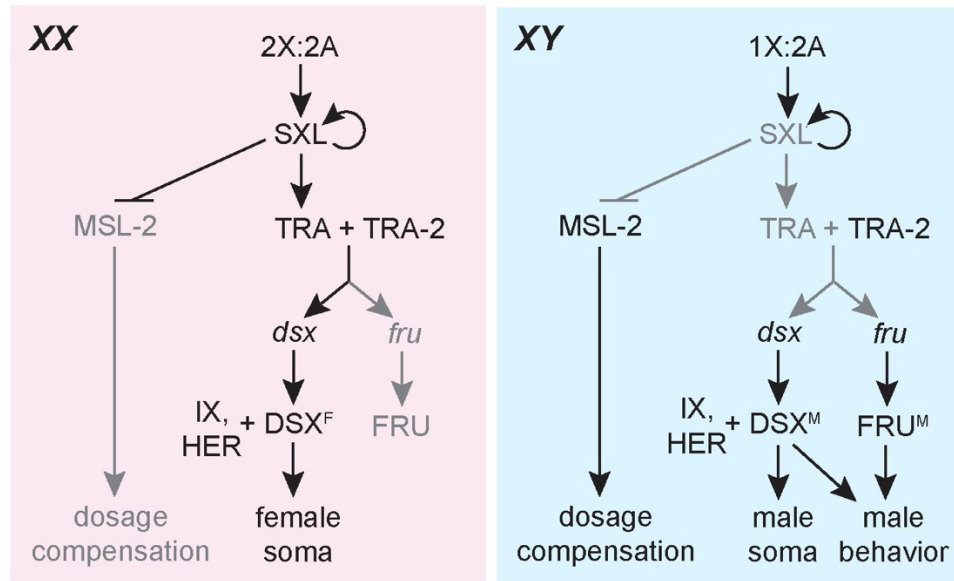 XX
2X:2A
SXL
MSL-2
TRA + TRA-2
dsx
fru
IX,
HER
+ DSXᶠ
FRU
dosage
compensation
female
soma
XY
1X:2A
SXL
MSL-2
TRA + TRA-2
dsx
fru
IX,
HER
+ DSXᴹ
FRUᴹ
dosage
compensation
male
soma
male
behavior